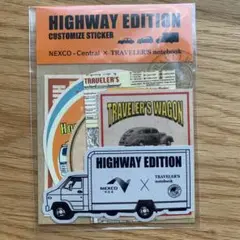 HIGHWAY EDITION
CUSTOMIZE STICKER
NEXCO - Central × TRAVELER'S notebook
TRAVELER'S
TRAVELER'S WAGON
HIGHWAY EDITION
NEXCO
×
TRAVELER'S
notebook